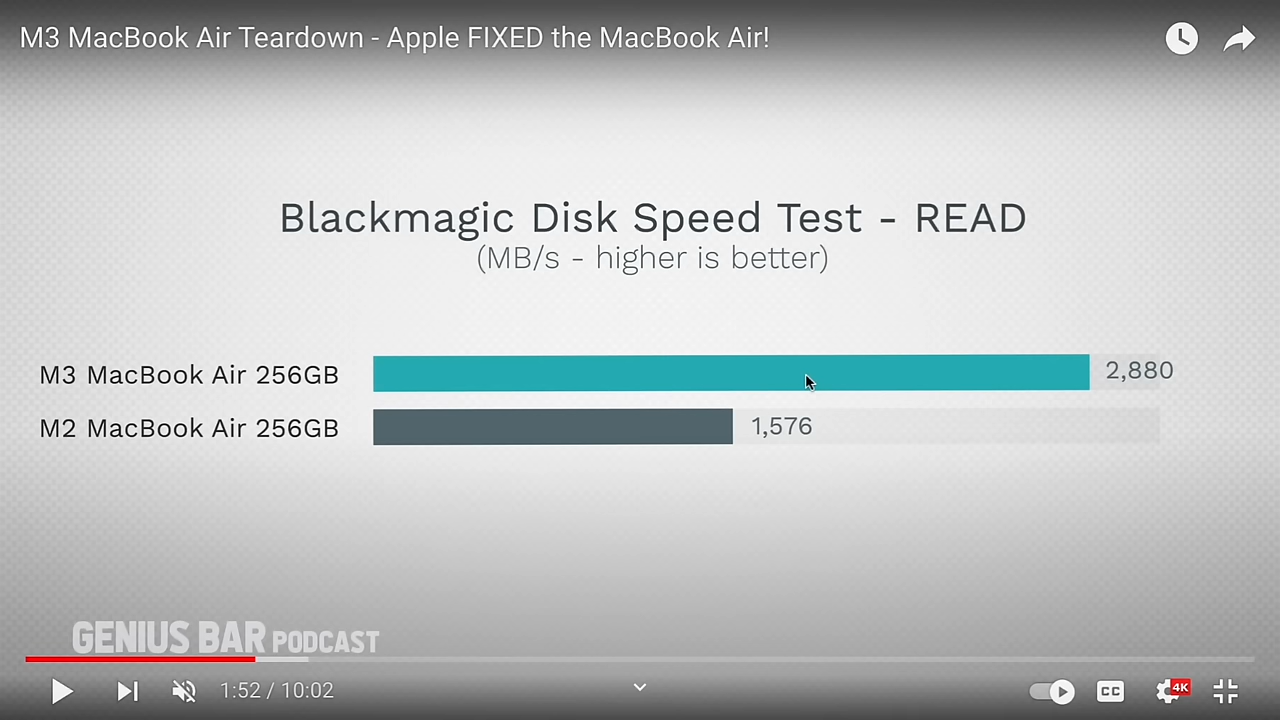 M3 MacBook Air Teardown - Apple FIXED the MacBook Air!
Blackmagic Disk Speed Test - READ
(MB/s - higher is better)
M3 MacBook Air 256GB 2,880
M2 MacBook Air 256GB 1,576
GENIUS BAR PODCAST
1:52 / 10:02 CC 4K